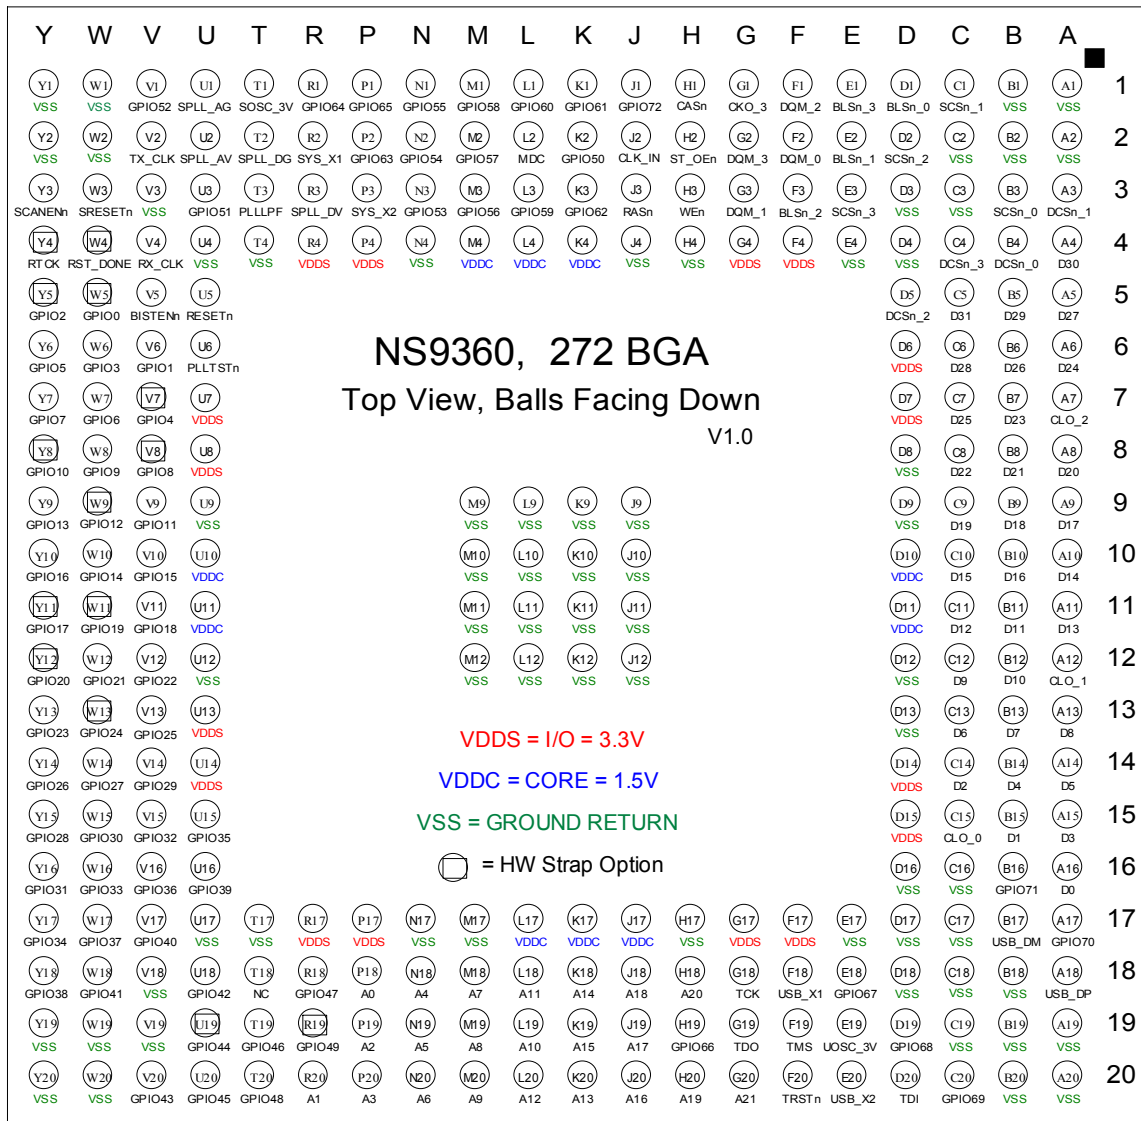 Y W V U T R P N M L K J H G F E D C B A
Y1 W1 V1 U1 T1 R1 P1 N1 M1 L1 K1 J1 H1 G1 F1 E1 D1 C1 B1 A1 1
VSS VSS GPIO52 SPLL_AG SOSC_3V GPIO64 GPIO65 GPIO55 GPIO58 GPIO60 GPIO61 GPIO72 CASn CKO_3 DQM_2 BLSn_3 BLSn_0 SCSn_1 VSS VSS
Y2 W2 V2 U2 T2 R2 P2 N2 M2 L2 K2 J2 H2 G2 F2 E2 D2 C2 B2 A2 2
VSS VSS TX_CLK SPLL_AV SPLL_DG SYS_X1 GPIO63 GPIO54 GPIO57 MDC GPIO50 CLK_IN ST_OEn DQM_3 DQM_0 BLSn_1 SCSn_2 VSS VSS VSS
Y3 W3 V3 U3 T3 R3 P3 N3 M3 L3 K3 J3 H3 G3 F3 E3 D3 C3 B3 A3 3
SCANENn SRESETn VSS GPIO51 PLLLPF SPLL_DV SYS_X2 GPIO53 GPIO56 GPIO59 GPIO62 RASn WEn DQM_1 BLSn_2 SCSn_3 VSS VSS SCSn_0 DCSn_1
Y4 W4 V4 U4 T4 R4 P4 N4 M4 L4 K4 J4 H4 G4 F4 E4 D4 C4 B4 A4 4
RTCK RST_DONE RX_CLK VSS VSS VDDS VDDS VSS VDDC VDDC VDDC VSS VSS VDDS VDDS VSS VSS DCSn_3 DCSn_0 D30
Y5 W5 V5 U5 D5 C5 B5 A5 5
GPIO2 GPIO0 BISTENn RESETn DCSn_2 D31 D29 D27
NS9360, 272 BGA
Y6 W6 V6 U6 D6 C6 B6 A6 6
GPIO5 GPIO3 GPIO1 PLLTSTn VDDS D28 D26 D24
Top View, Balls Facing Down
Y7 W7 V7 U7 D7 C7 B7 A7 7
GPIO7 GPIO6 GPIO4 VDDS VDDS D25 D23 CLO_2
V1.0
Y8 W8 V8 U8 D8 C8 B8 A8 8
GPIO10 GPIO9 GPIO8 VDDS VSS D22 D21 D20
Y9 W9 V9 U9 M9 L9 K9 J9 D9 C9 B9 A9 9
GPIO13 GPIO12 GPIO11 VSS VSS VSS VSS VSS VSS D19 D18 D17
Y10 W10 V10 U10 M10 L10 K10 J10 D10 C10 B10 A10 10
GPIO16 GPIO14 GPIO15 VDDC VSS VSS VSS VSS VDDC D15 D16 D14
Y11 W11 V11 U11 M11 L11 K11 J11 D11 C11 B11 A11 11
GPIO17 GPIO19 GPIO18 VDDC VSS VSS VSS VSS VDDC D12 D11 D13
Y12 W12 V12 U12 M12 L12 K12 J12 D12 C12 B12 A12 12
GPIO20 GPIO21 GPIO22 VSS VSS VSS VSS VSS VSS D9 D10 CLO_1
Y13 W13 V13 U13 D13 C13 B13 A13 13
GPIO23 GPIO24 GPIO25 VDDS VSS D6 D7 D8
VDDS = I/O = 3.3V
Y14 W14 V14 U14 D14 C14 B14 A14 14
GPIO26 GPIO27 GPIO29 VDDS VDDS D2 D4 D5
VDDC = CORE = 1.5V
Y15 W15 V15 U15 D15 C15 B15 A15 15
GPIO28 GPIO30 GPIO32 GPIO35 VDDS CLO_0 D1 D3
VSS = GROUND RETURN
Y16 W16 V16 U16 D16 C16 B16 A16 16
GPIO31 GPIO33 GPIO36 GPIO39 VSS VSS GPIO71 D0
= HW Strap Option
Y17 W17 V17 U17 T17 R17 P17 N17 M17 L17 K17 J17 H17 G17 F17 E17 D17 C17 B17 A17 17
GPIO34 GPIO37 GPIO40 VSS VSS VDDS VDDS VSS VSS VDDC VDDC VDDC VSS VDDS VDDS VSS VSS VSS USB_DM GPIO70
Y18 W18 V18 U18 T18 R18 P18 N18 M18 L18 K18 J18 H18 G18 F18 E18 D18 C18 B18 A18 18
GPIO38 GPIO41 VSS GPIO42 NC GPIO47 A0 A4 A7 A11 A14 A18 A20 TCK USB_X1 GPIO67 VSS VSS VSS USB_DP
Y19 W19 V19 U19 T19 R19 P19 N19 M19 L19 K19 J19 H19 G19 F19 E19 D19 C19 B19 A19 19
VSS VSS VSS GPIO44 GPIO46 GPIO49 A2 A5 A8 A10 A15 A17 GPIO66 TDO TMS UOSC_3V GPIO68 VSS VSS VSS
Y20 W20 V20 U20 T20 R20 P20 N20 M20 L20 K20 J20 H20 G20 F20 E20 D20 C20 B20 A20 20
VSS VSS GPIO43 GPIO45 GPIO48 A1 A3 A6 A9 A12 A13 A16 A19 A21 TRSTn USB_X2 TDI GPIO69 VSS VSS